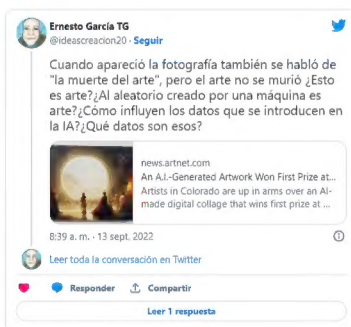 Ernesto García TG
@ideascreacion20 · Seguir
Cuando apareció la fotografía también se habló de
"la muerte del arte", pero el arte no se murió ¿Esto
es arte?¿Al aleatorio creado por una máquina es
arte?¿Cómo influyen los datos que se introducen en
la IA?¿Qué datos son esos?
news.artnet.com
An A.I.-Generated Artwork Won First Prize at...
Artists in Colorado are up in arms over an AI-
made digital collage that wins first prize at ...
8:39 a. m. · 13 sept. 2022
Leer toda la conversación en Twitter
Responder Compartir
Leer 1 respuesta